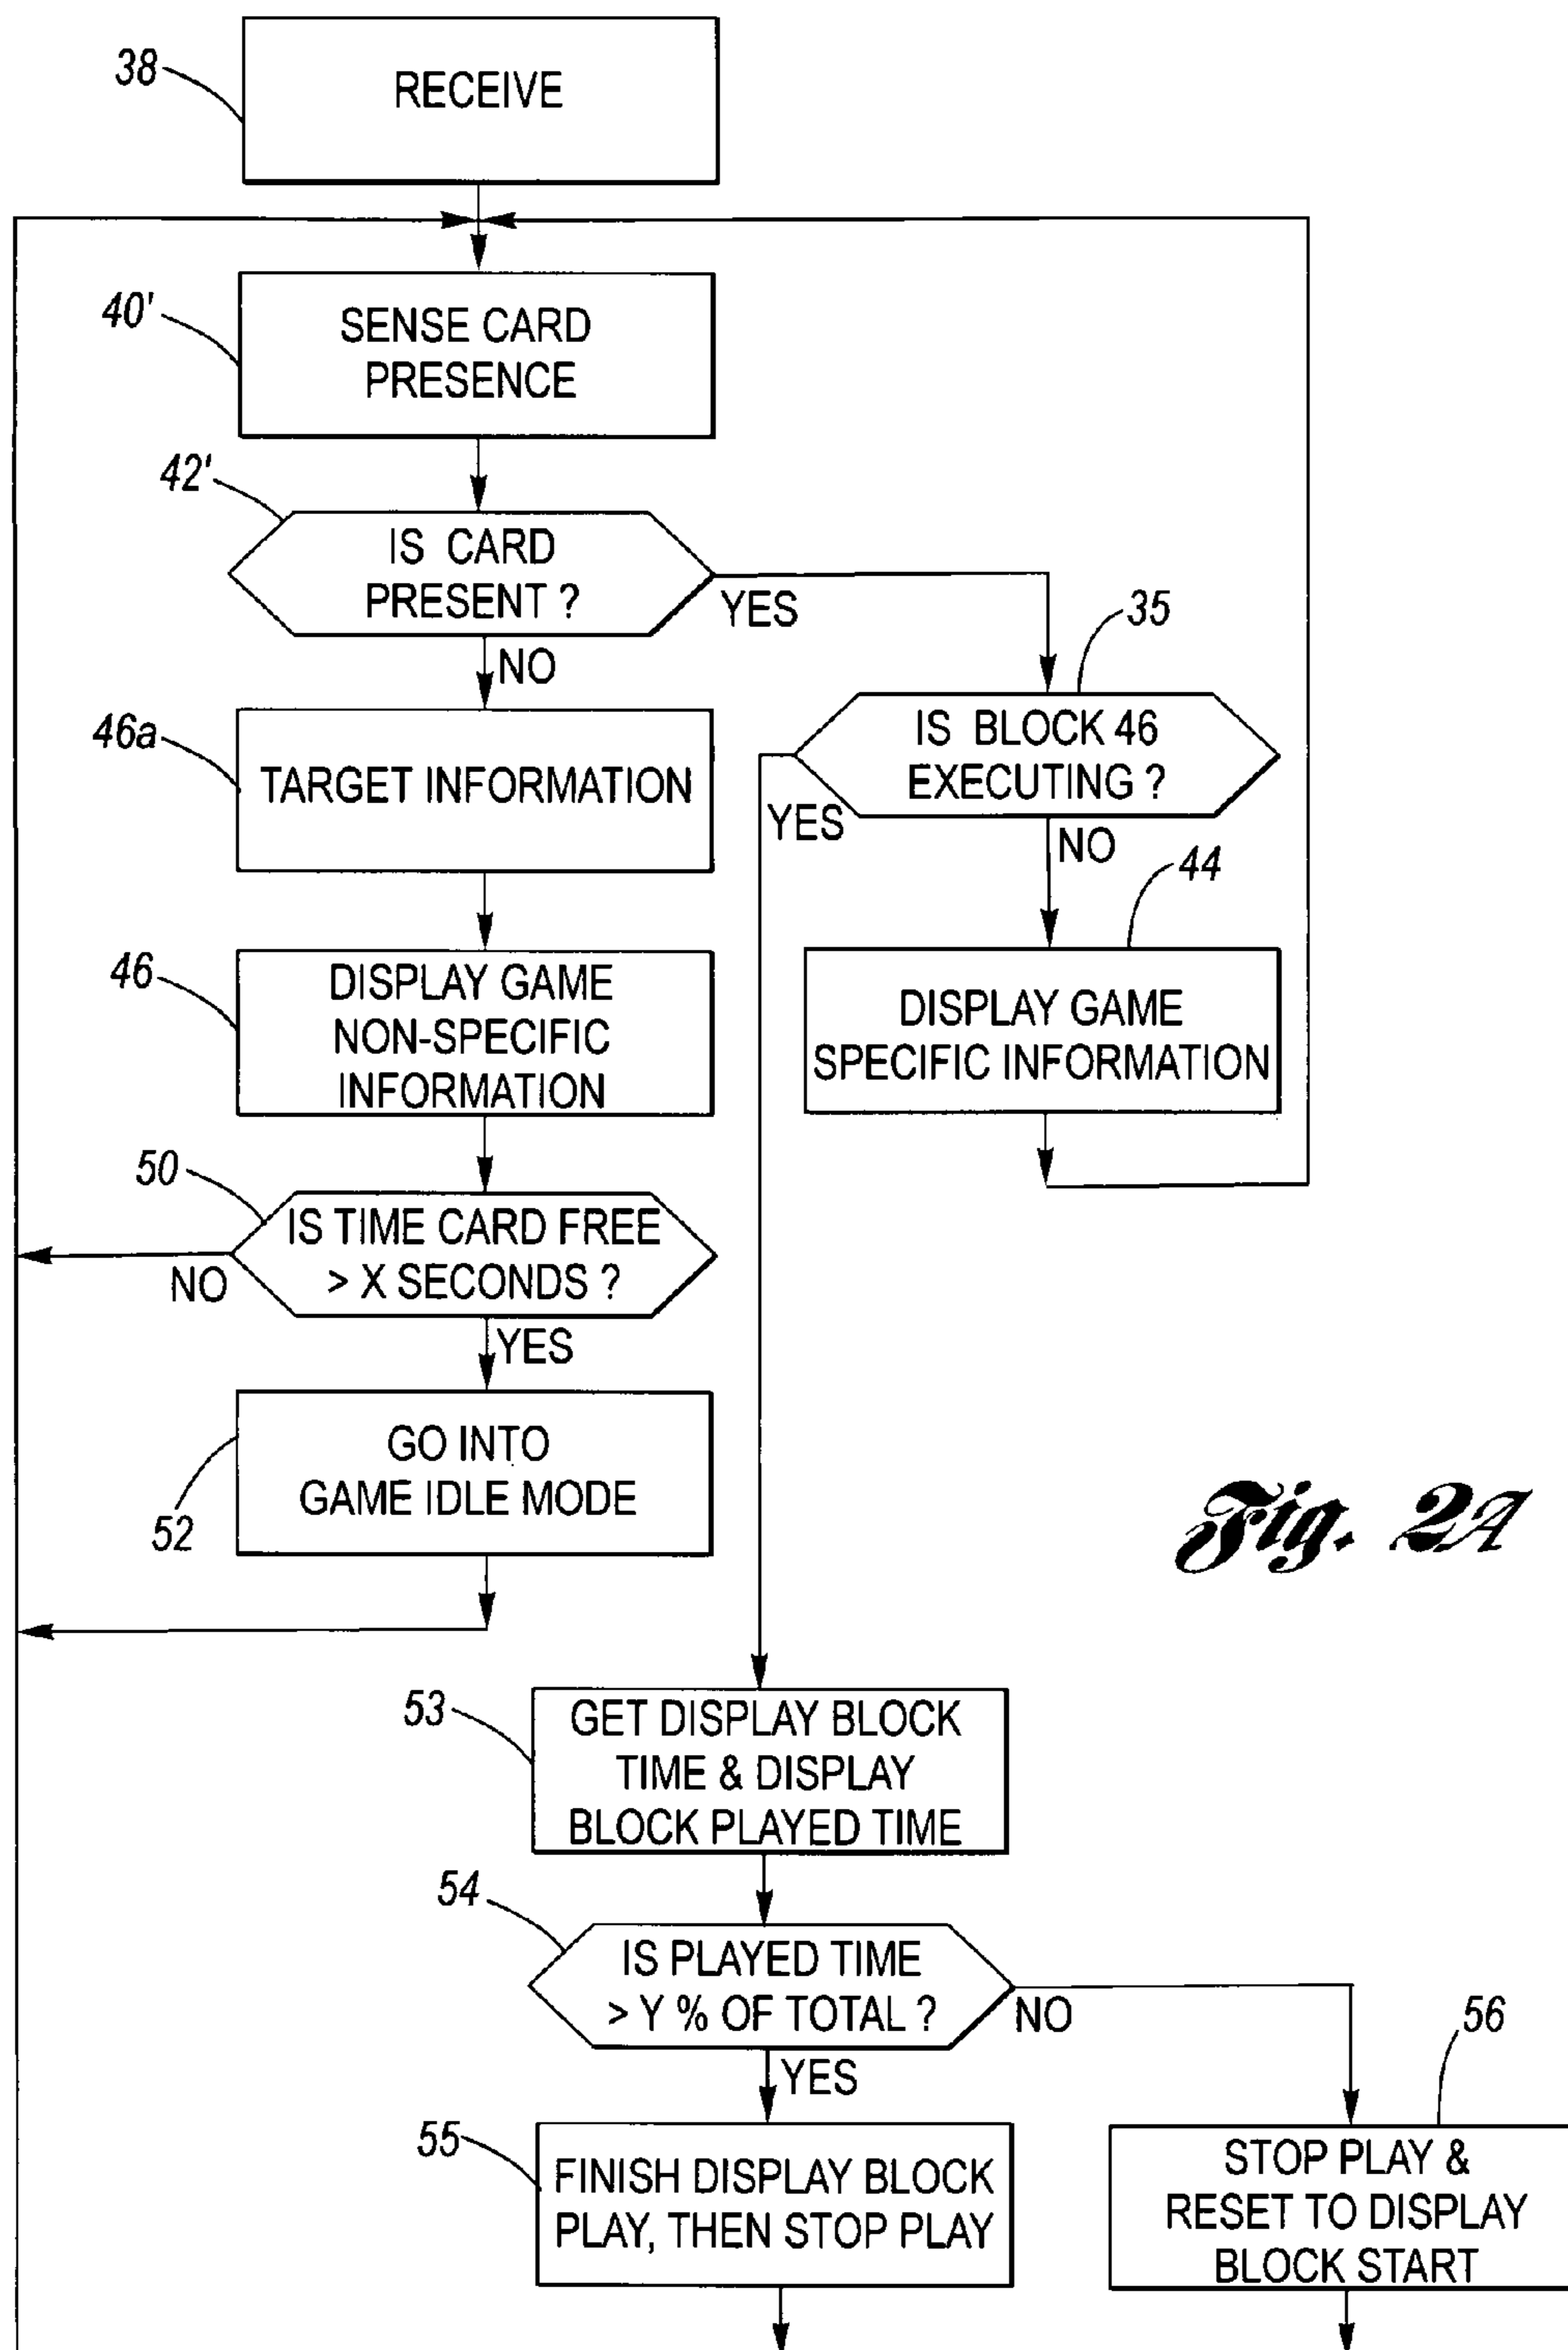 38
RECEIVE
40'
SENSE CARD
PRESENCE
42'
IS CARD
PRESENT ?
YES
NO
35
IS BLOCK 46
EXECUTING ?
YES
NO
46a
TARGET INFORMATION
44
DISPLAY GAME
SPECIFIC INFORMATION
46
DISPLAY GAME
NON-SPECIFIC
INFORMATION
50
IS TIME CARD FREE
> X SECONDS ?
NO
YES
52
GO INTO
GAME IDLE MODE
Fig. 2A
53
GET DISPLAY BLOCK
TIME & DISPLAY
BLOCK PLAYED TIME
54
IS PLAYED TIME
> Y % OF TOTAL ?
NO
YES
55
FINISH DISPLAY BLOCK
PLAY, THEN STOP PLAY
56
STOP PLAY &
RESET TO DISPLAY
BLOCK START